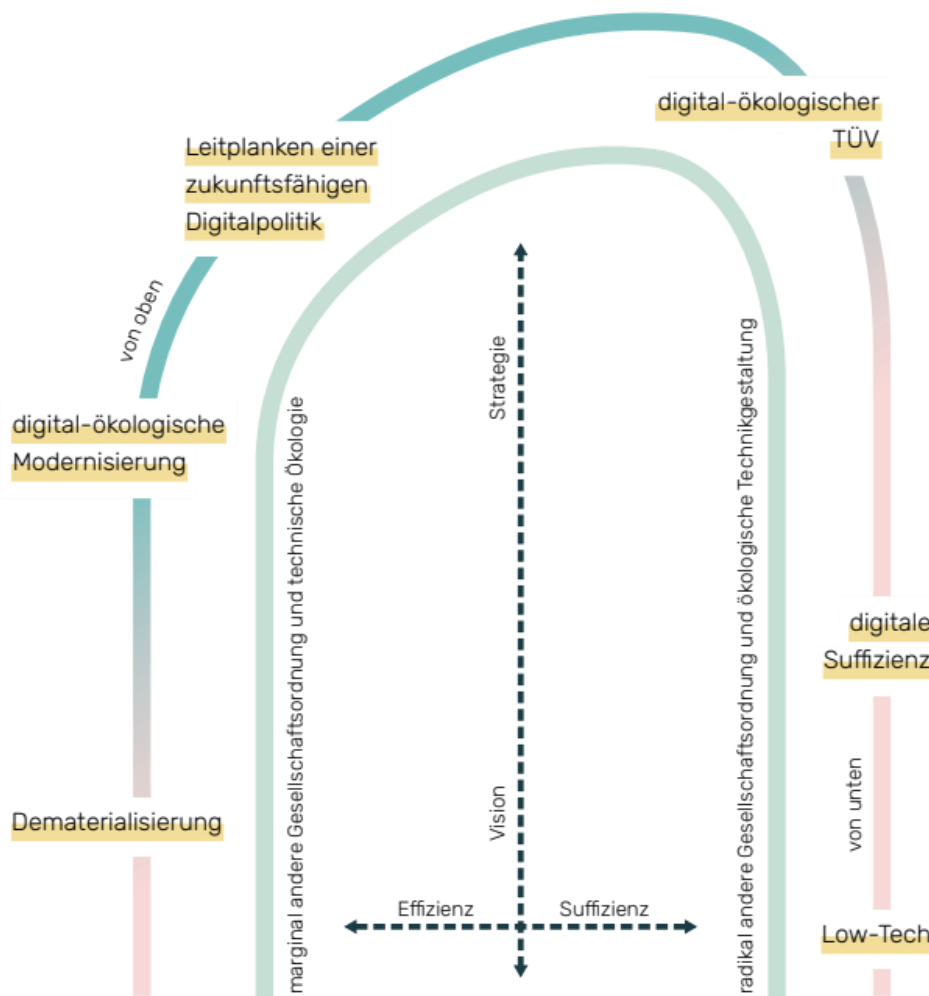 digital-ökologischer
TÜV
Leitplanken einer
zukunftsfähigen
Digitalpolitik
von oben
digital-ökologische
Modernisierung
Dematerialisierung
marginal andere Gesellschaftsordnung und technische Ökologie
Strategie
Vision
Effizienz
Suffizienz
radikal andere Gesellschaftsordnung und ökologische Technikgestaltung
digitale
Suffizienz
von unten
Low-Tech